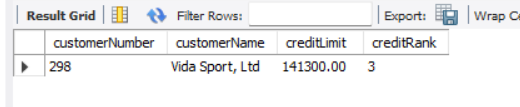 Result Grid Filter Rows: Export: Wrap Ce
customerNumber customerName creditLimit creditRank
298 Vida Sport, Ltd 141300.00 3